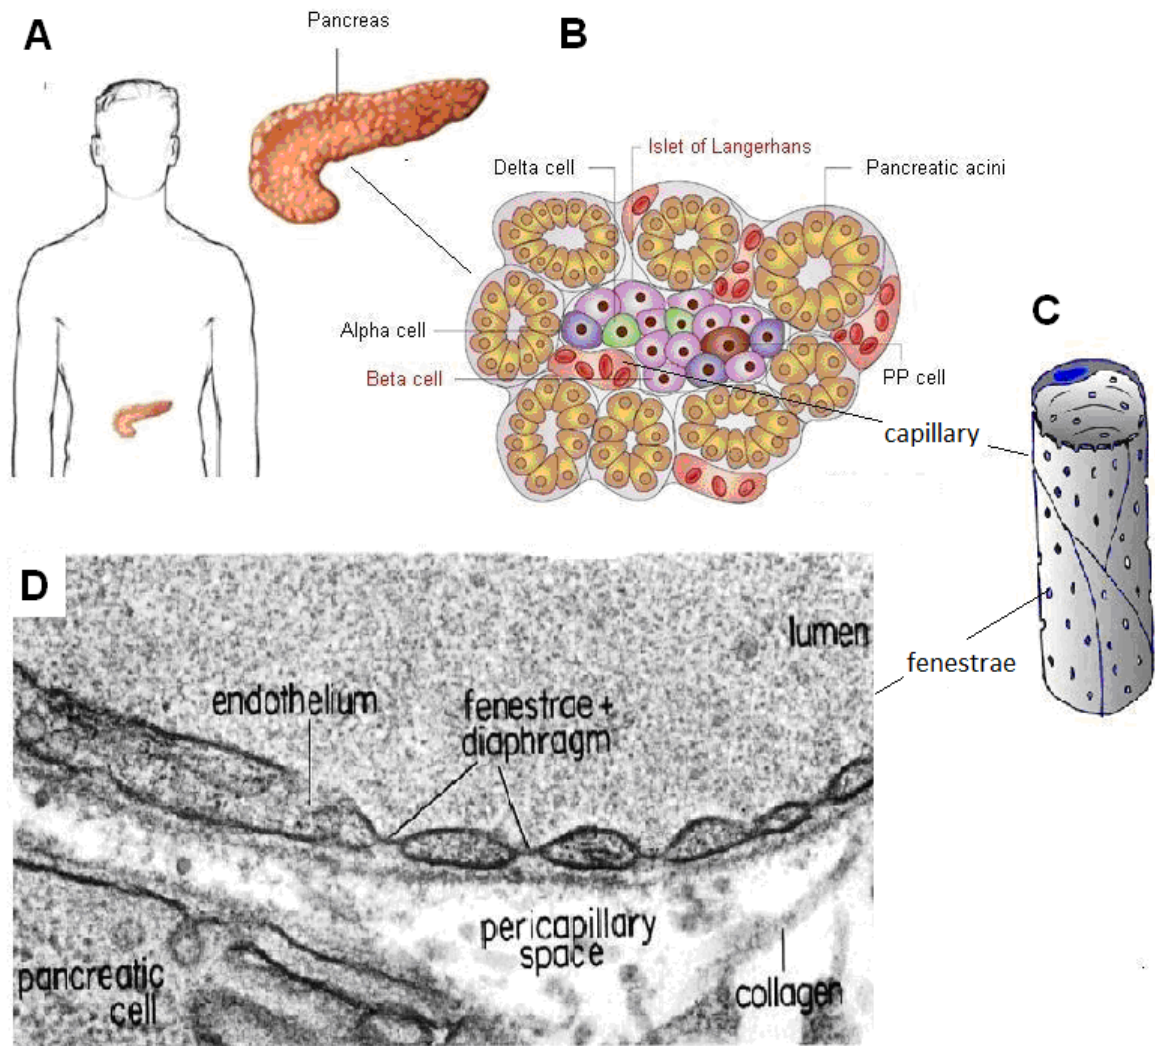 A
Pancreas
B
Islet of Langerhans
Delta cell
Pancreatic acini
Alpha cell
Beta cell
PP cell
C
capillary
fenestrae
D
lumen
endothelium
fenestrae +
diaphragm
pericapillary
space
pancreatic
cell
collagen